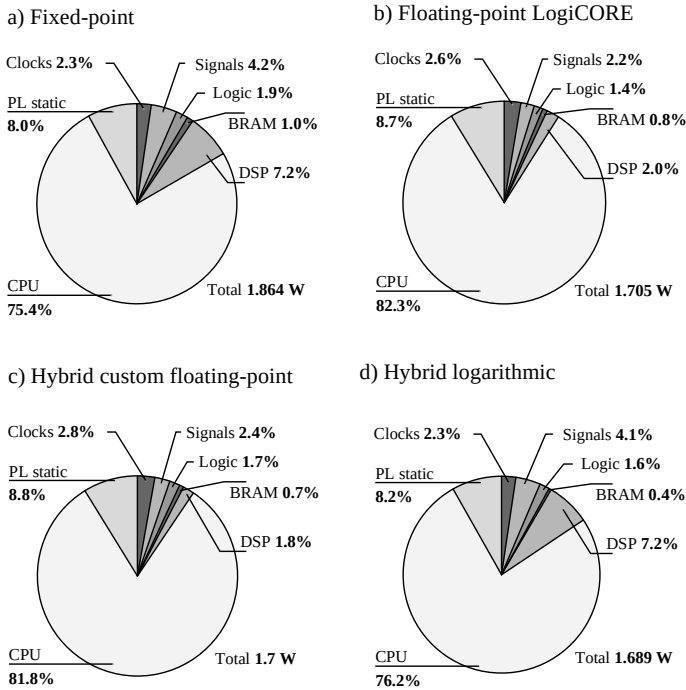 a) Fixed-point
Clocks 2.3%
Signals 4.2%
Logic 1.9%
BRAM 1.0%
DSP 7.2%
PL static
8.0%
CPU
75.4%
Total 1.864 W
b) Floating-point LogiCORE
Clocks 2.6%
Signals 2.2%
Logic 1.4%
BRAM 0.8%
DSP 2.0%
PL static
8.7%
CPU
82.3%
Total 1.705 W
c) Hybrid custom floating-point
Clocks 2.8%
Signals 2.4%
Logic 1.7%
BRAM 0.7%
DSP 1.8%
PL static
8.8%
CPU
81.8%
Total 1.7 W
d) Hybrid logarithmic
Clocks 2.3%
Signals 4.1%
Logic 1.6%
BRAM 0.4%
DSP 7.2%
PL static
8.2%
CPU
76.2%
Total 1.689 W